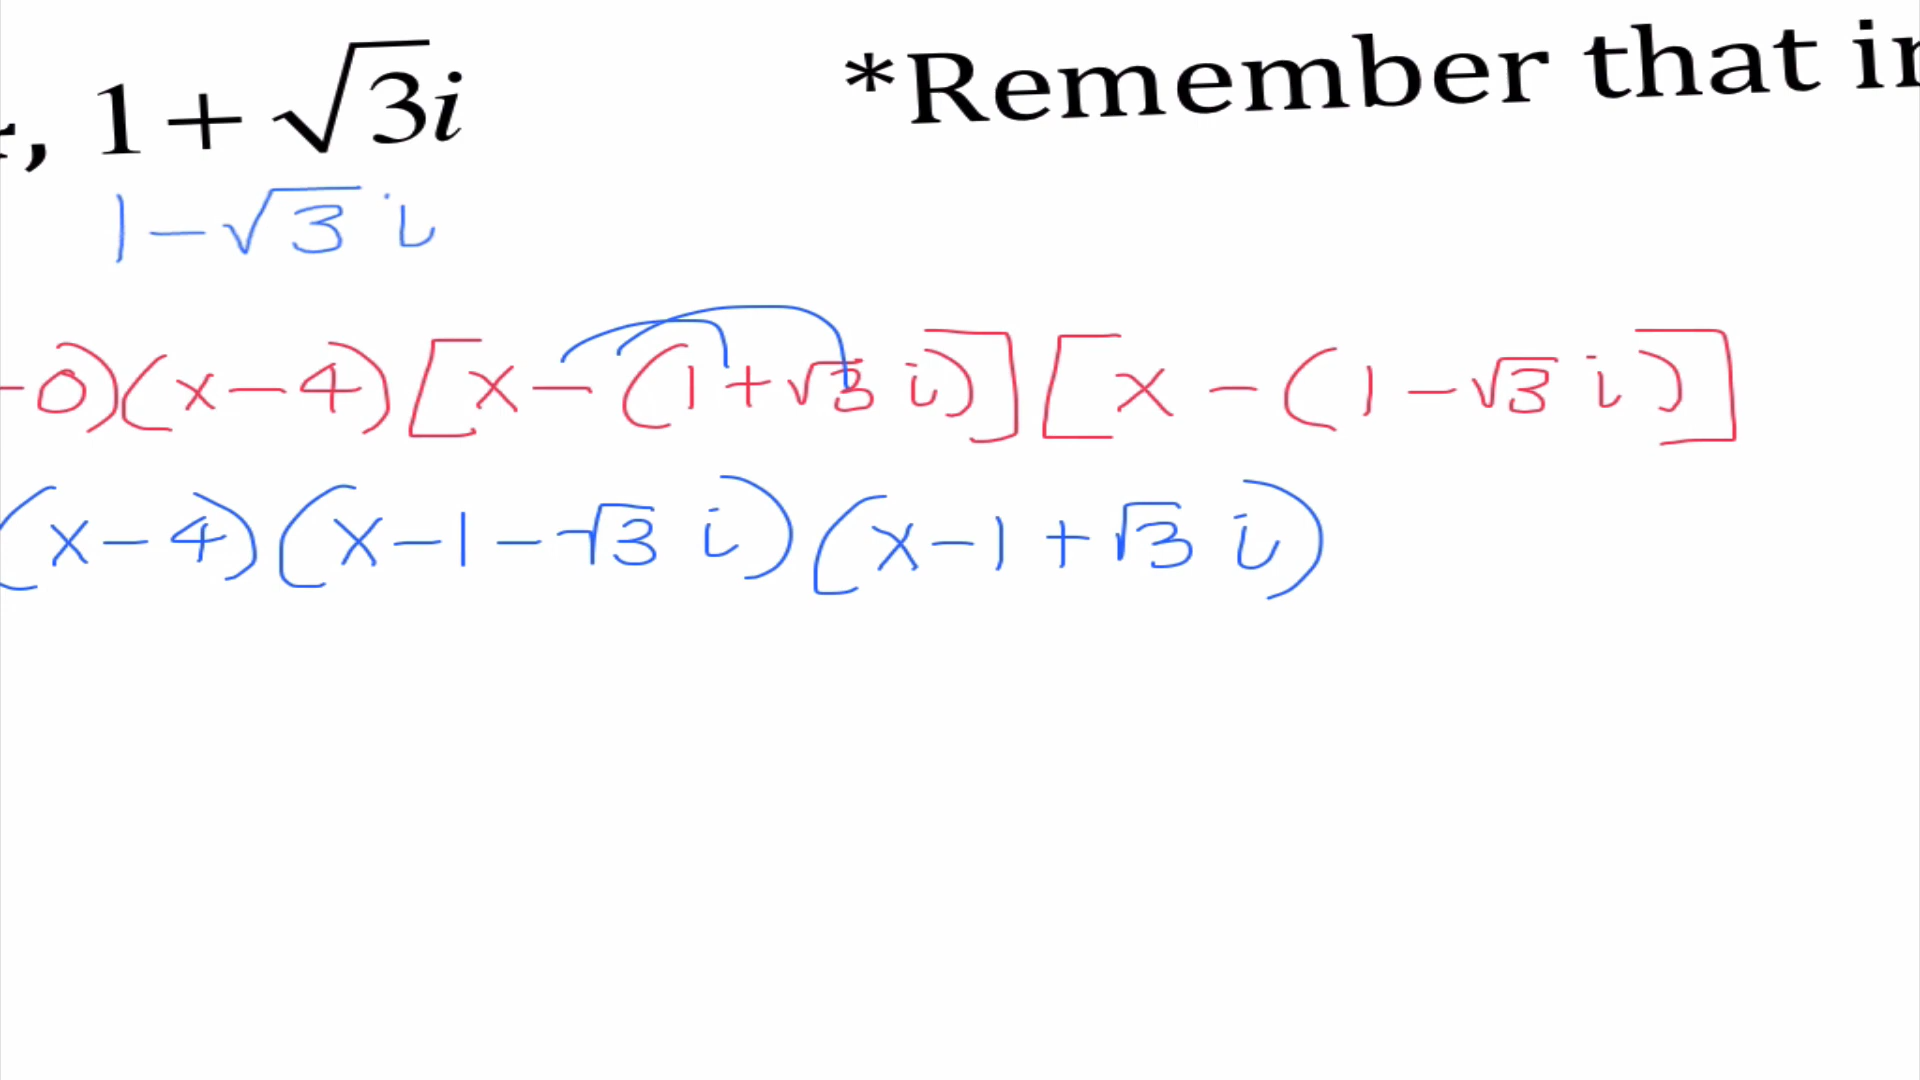 , 1 + √3i
*Remember that in
1 - √3 i
-0)(x-4)[x-(1+√3 i)][x-(1-√3 i)]
(x-4)(x-1-√3 i)(x-1+√3 i)